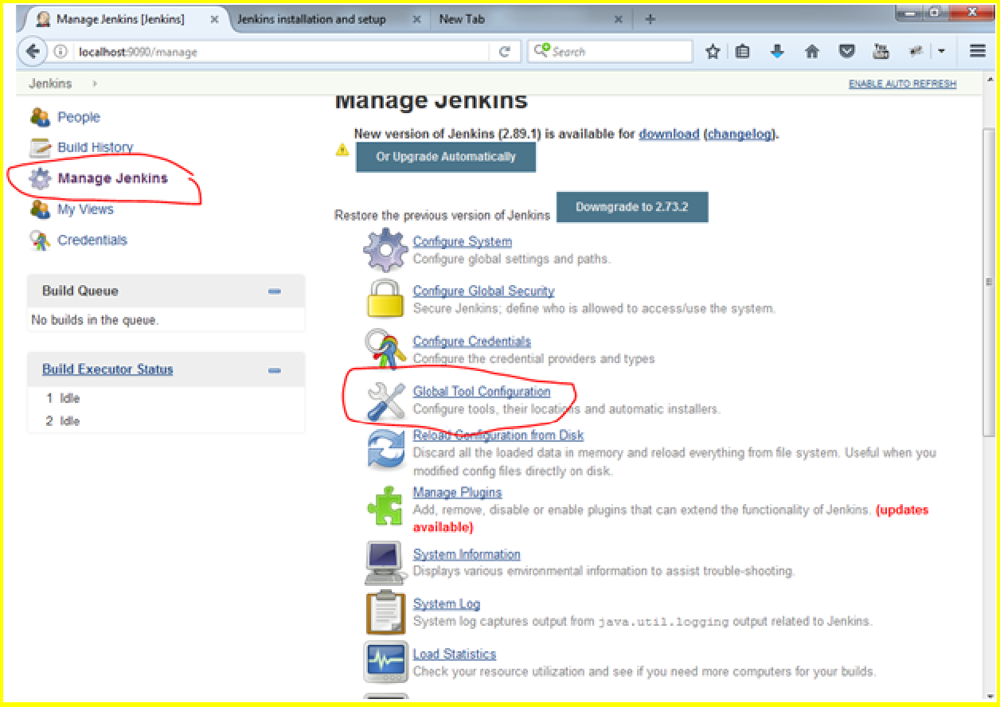 Manage Jenkins [Jenkins]
Jenkins installation and setup
New Tab
localhost:9090/manage
Search
Jenkins
ENABLE AUTO REFRESH
People
Build History
Manage Jenkins
My Views
Credentials
Build Queue
No builds in the queue.
Build Executor Status
1 Idle
2 Idle
Manage Jenkins
New version of Jenkins (2.89.1) is available for download (changelog).
Or Upgrade Automatically
Restore the previous version of Jenkins
Downgrade to 2.73.2
Configure System
Configure global settings and paths.
Configure Global Security
Secure Jenkins; define who is allowed to access/use the system.
Configure Credentials
Configure the credential providers and types
Global Tool Configuration
Configure tools, their locations and automatic installers.
Reload Configuration from Disk
Discard all the loaded data in memory and reload everything from file system. Useful when you
modified config files directly on disk.
Manage Plugins
Add, remove, disable or enable plugins that can extend the functionality of Jenkins. (updates
available)
System Information
Displays various environmental information to assist trouble-shooting.
System Log
System log captures output from java.util.logging output related to Jenkins.
Load Statistics
Check your resource utilization and see if you need more computers for your builds.